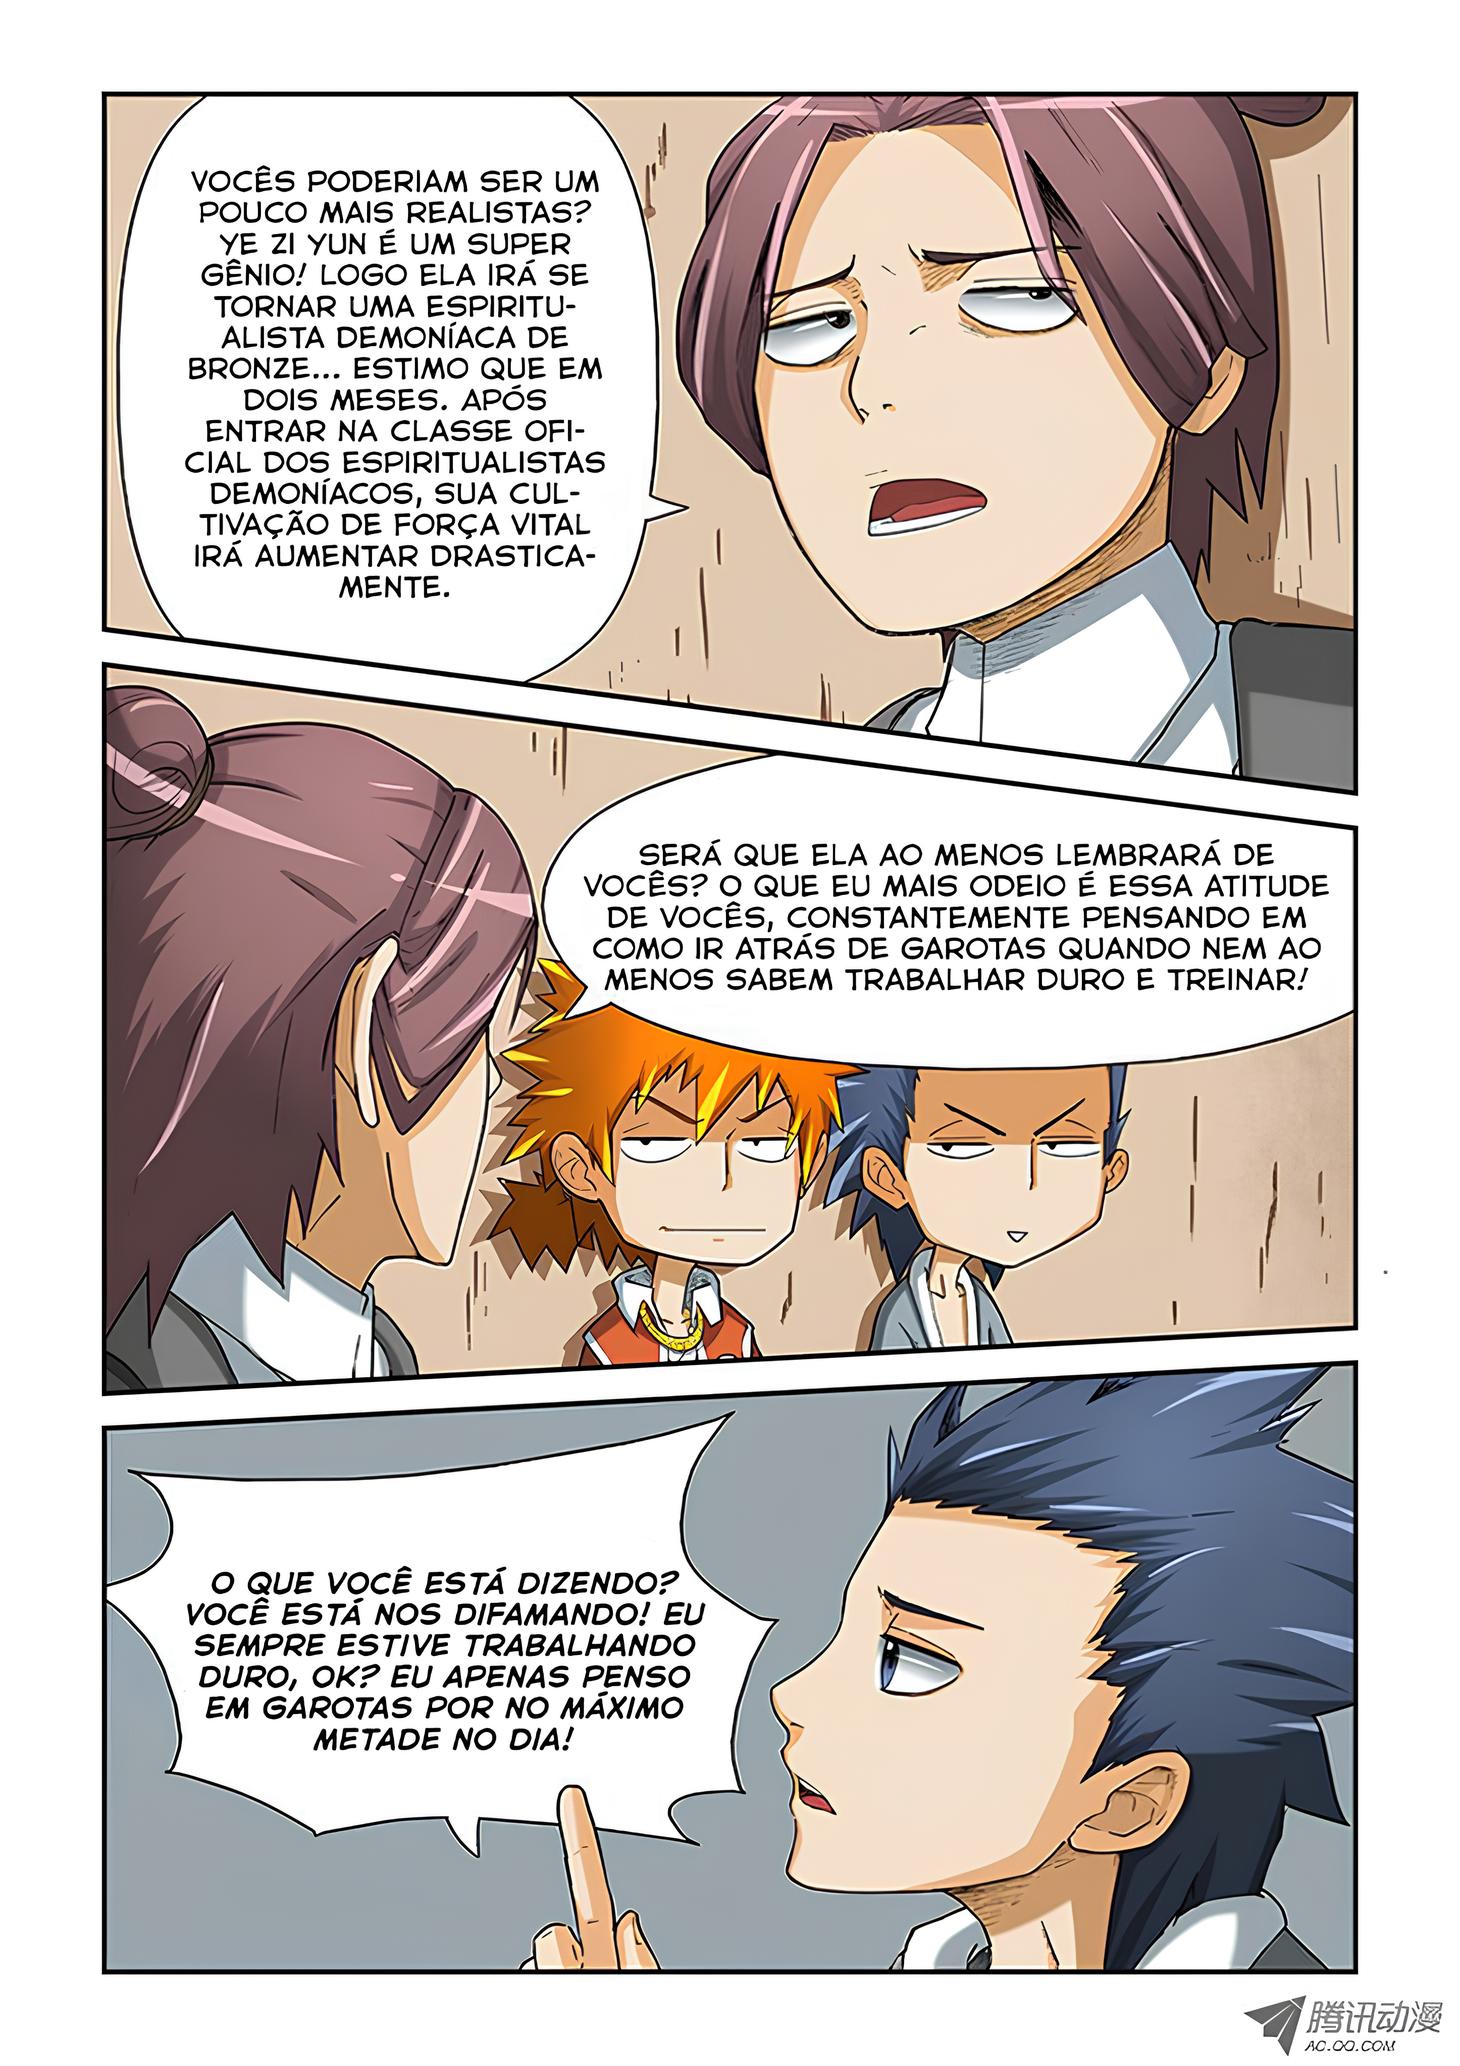 VOCÊS PODERIAM SER UM
POUCO MAIS REALISTAS?
YE ZI YUN É UM SUPER
GÊNIO! LOGO ELA IRÁ SE
TORNAR UMA ESPIRITU-
ALISTA DEMONÍACA DE
BRONZE... ESTIMO QUE EM
DOIS MESES. APÓS
ENTRAR NA CLASSE OFI-
CIAL DOS ESPIRITUALISTAS
DEMONÍACOS, SUA CUL-
TIVAÇÃO DE FORÇA VITAL
IRÁ AUMENTAR DRASTICA-
MENTE.
SERÁ QUE ELA AO MENOS LEMBRARÁ DE
VOCÊS? O QUE EU MAIS ODEIO É ESSA ATITUDE
DE VOCÊS, CONSTANTEMENTE PENSANDO EM
COMO IR ATRÁS DE GAROTAS QUANDO NEM AO
MENOS SABEM TRABALHAR DURO E TREINAR!
O QUE VOCÊ ESTÁ DIZENDO?
VOCÊ ESTÁ NOS DIFAMANDO! EU
SEMPRE ESTIVE TRABALHANDO
DURO, OK? EU APENAS PENSO
EM GAROTAS POR NO MÁXIMO
METADE NO DIA!
腾讯动漫
AC.QQ.COM